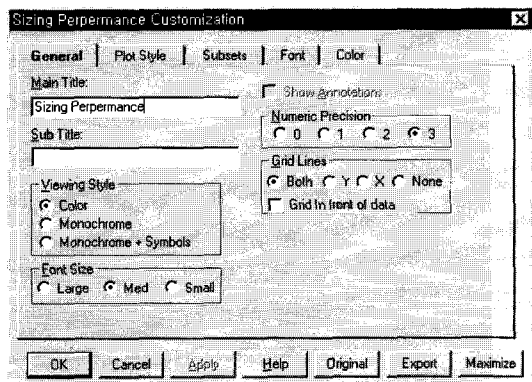 Sizing Perpermance Customization
General
Plot Style
Subsets
Font
Color
Main Title:
Sizing Perpermance
Sub Title:
Viewing Style
Color
Monochrome
Monochrome + Symbols
Font Size
Large
Med
Small
Show Annotations
Numeric Precision
0
1
2
3
Grid Lines
Both
Y
X
None
Grid In front of data
OK
Cancel
Apply
Help
Original
Export
Maximize